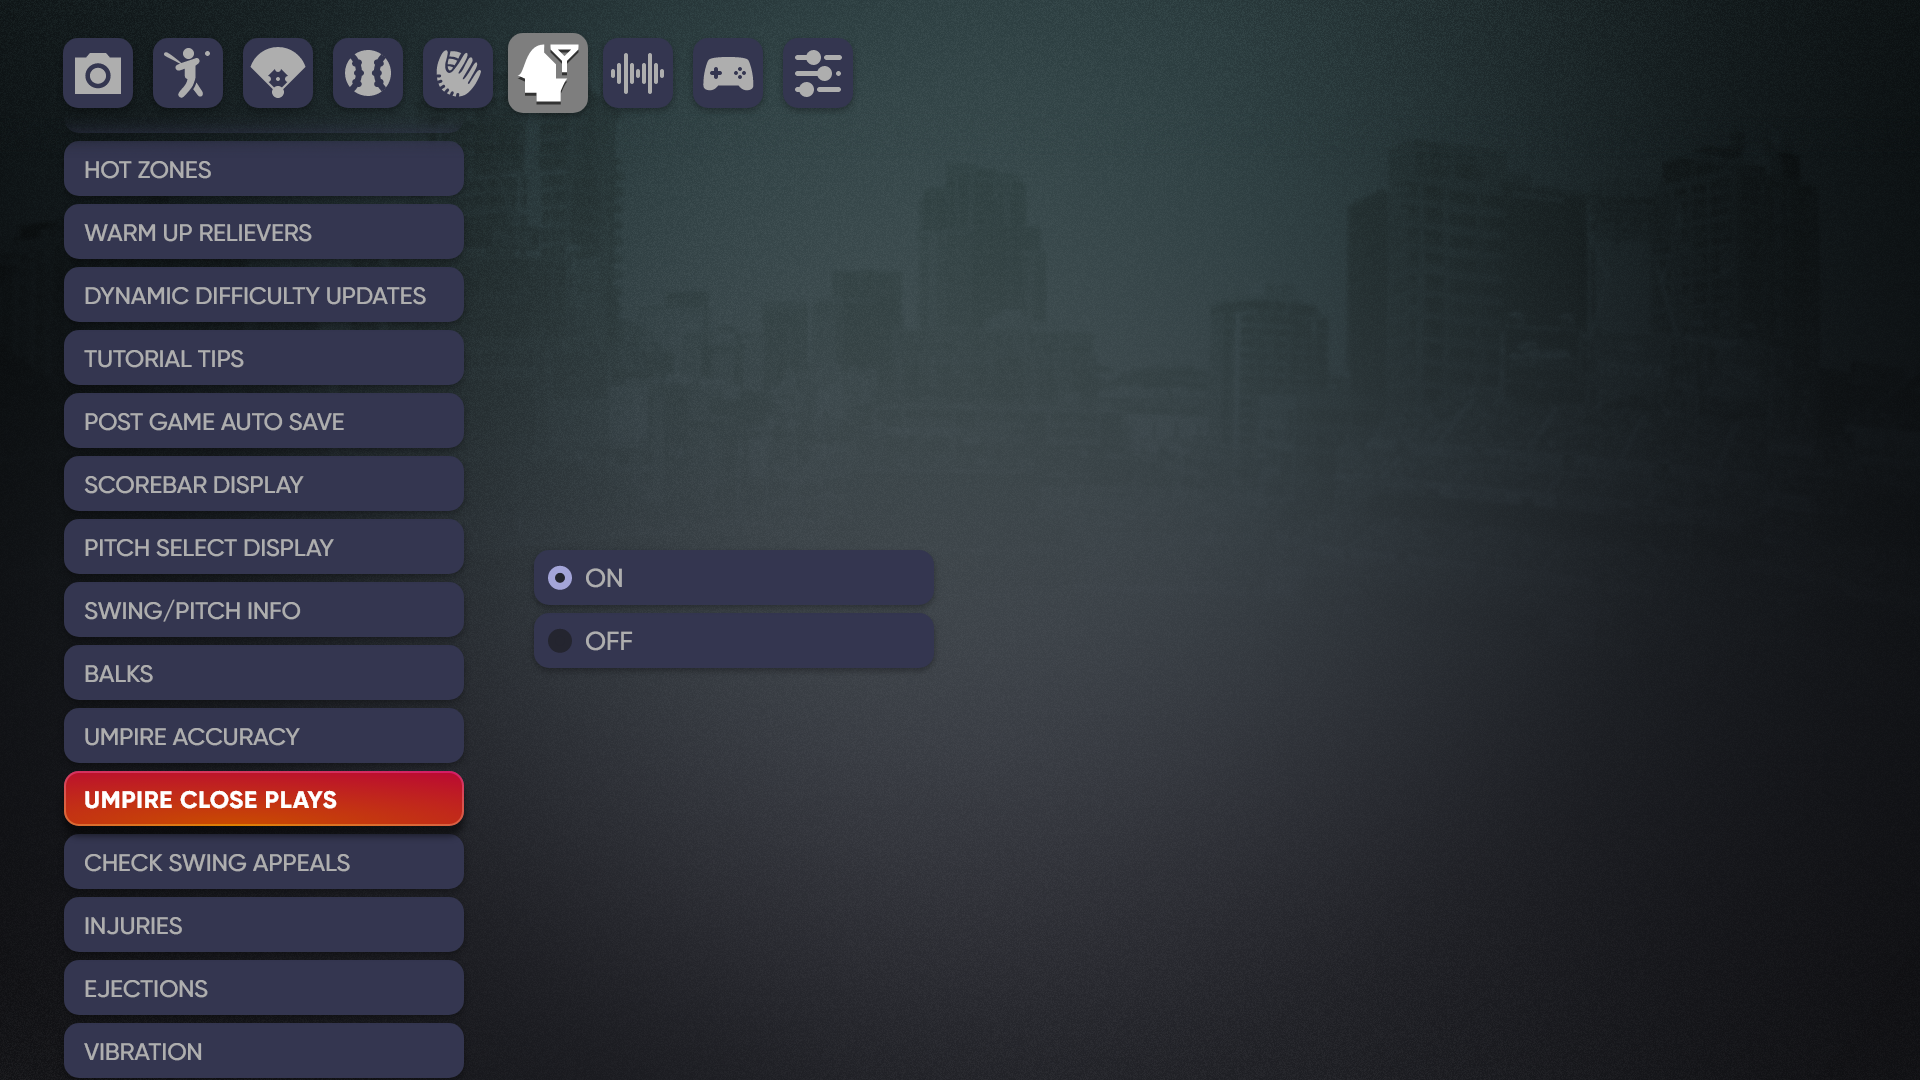 HOT ZONES
WARM UP RELIEVERS
DYNAMIC DIFFICULTY UPDATES
TUTORIAL TIPS
POST GAME AUTO SAVE
SCOREBAR DISPLAY
PITCH SELECT DISPLAY
SWING/PITCH INFO
BALKS
UMPIRE ACCURACY
UMPIRE CLOSE PLAYS
CHECK SWING APPEALS
INJURIES
EJECTIONS
VIBRATION
ON
OFF